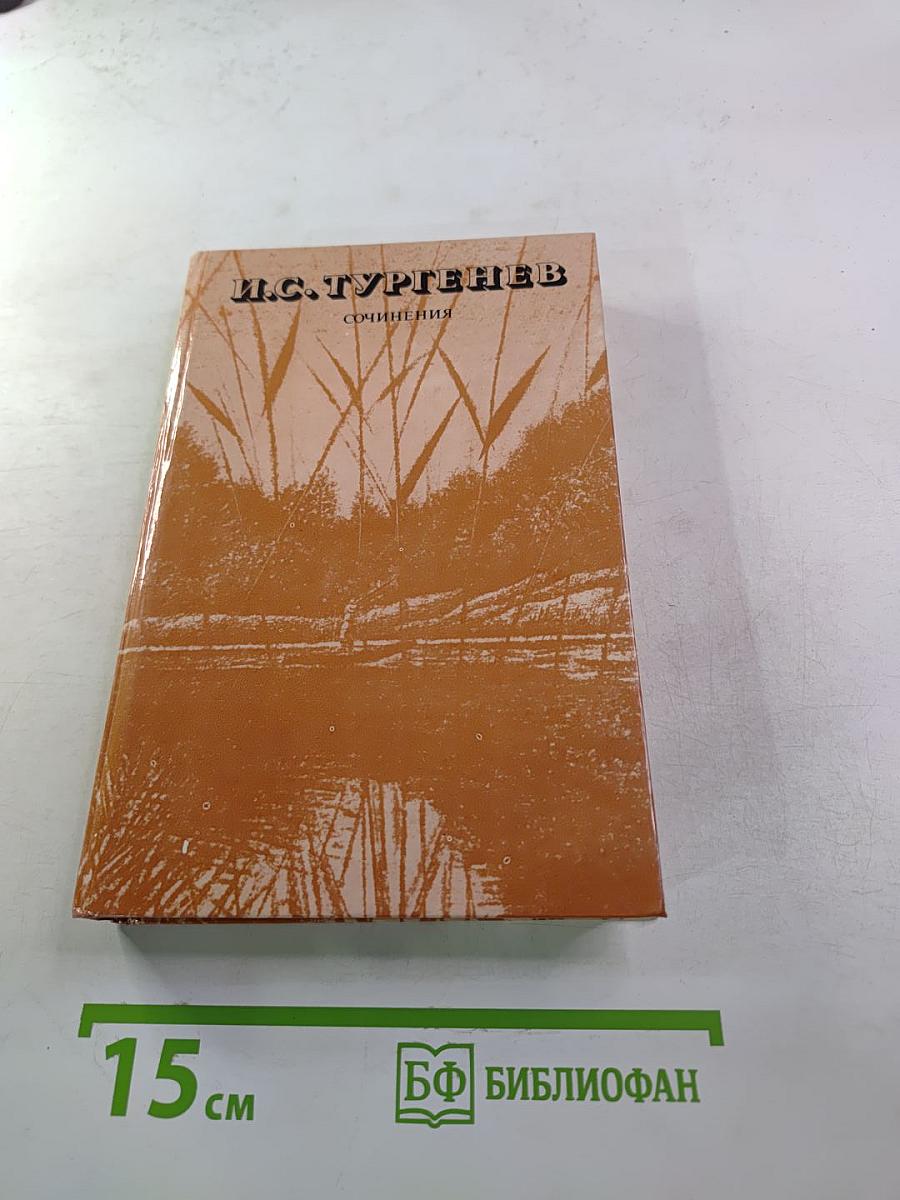 И.С. ТУРГЕНЕВ
СОЧИНЕНИЯ
15 см
БФ БИБЛИОФАН